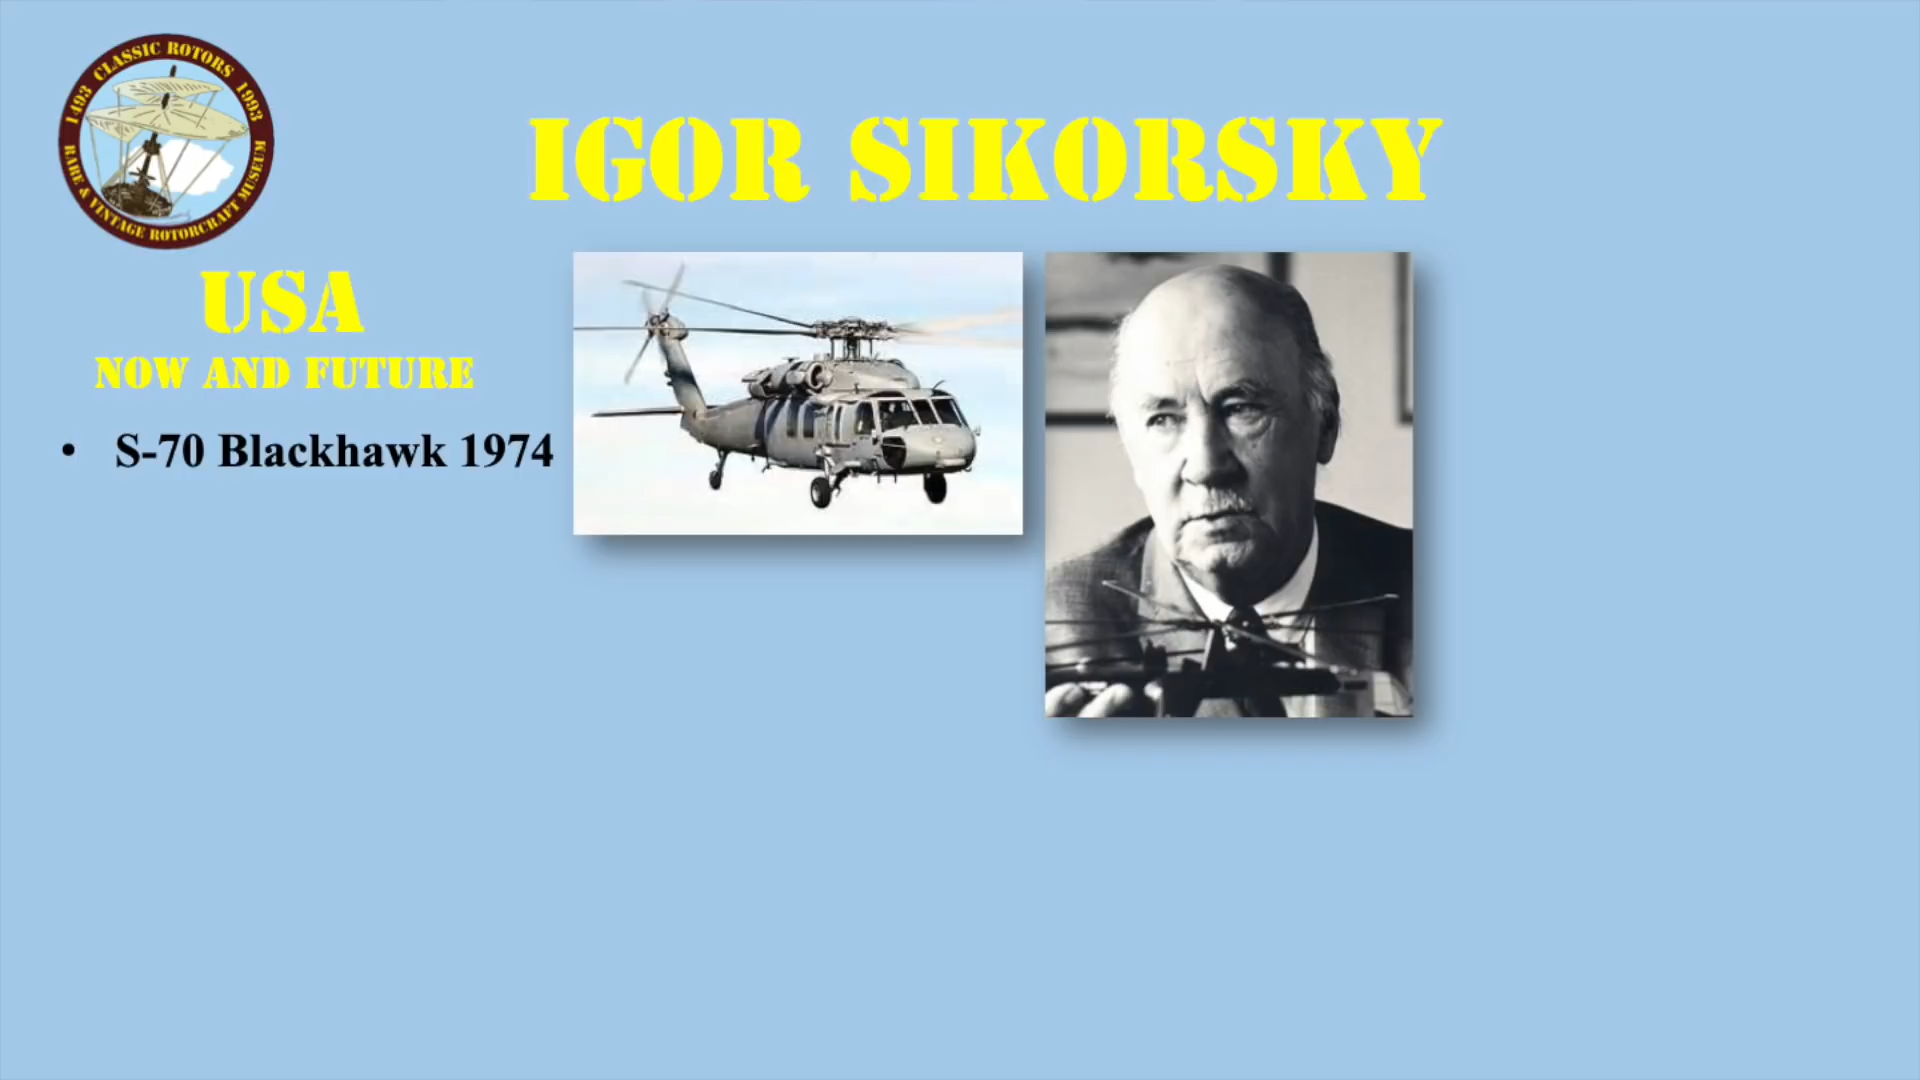 1493 CLASSIC ROTORS 1993
RARE & VINTAGE ROTORCRAFT MUSEUM
IGOR SIKORSKY
USA
NOW AND FUTURE
• S-70 Blackhawk 1974